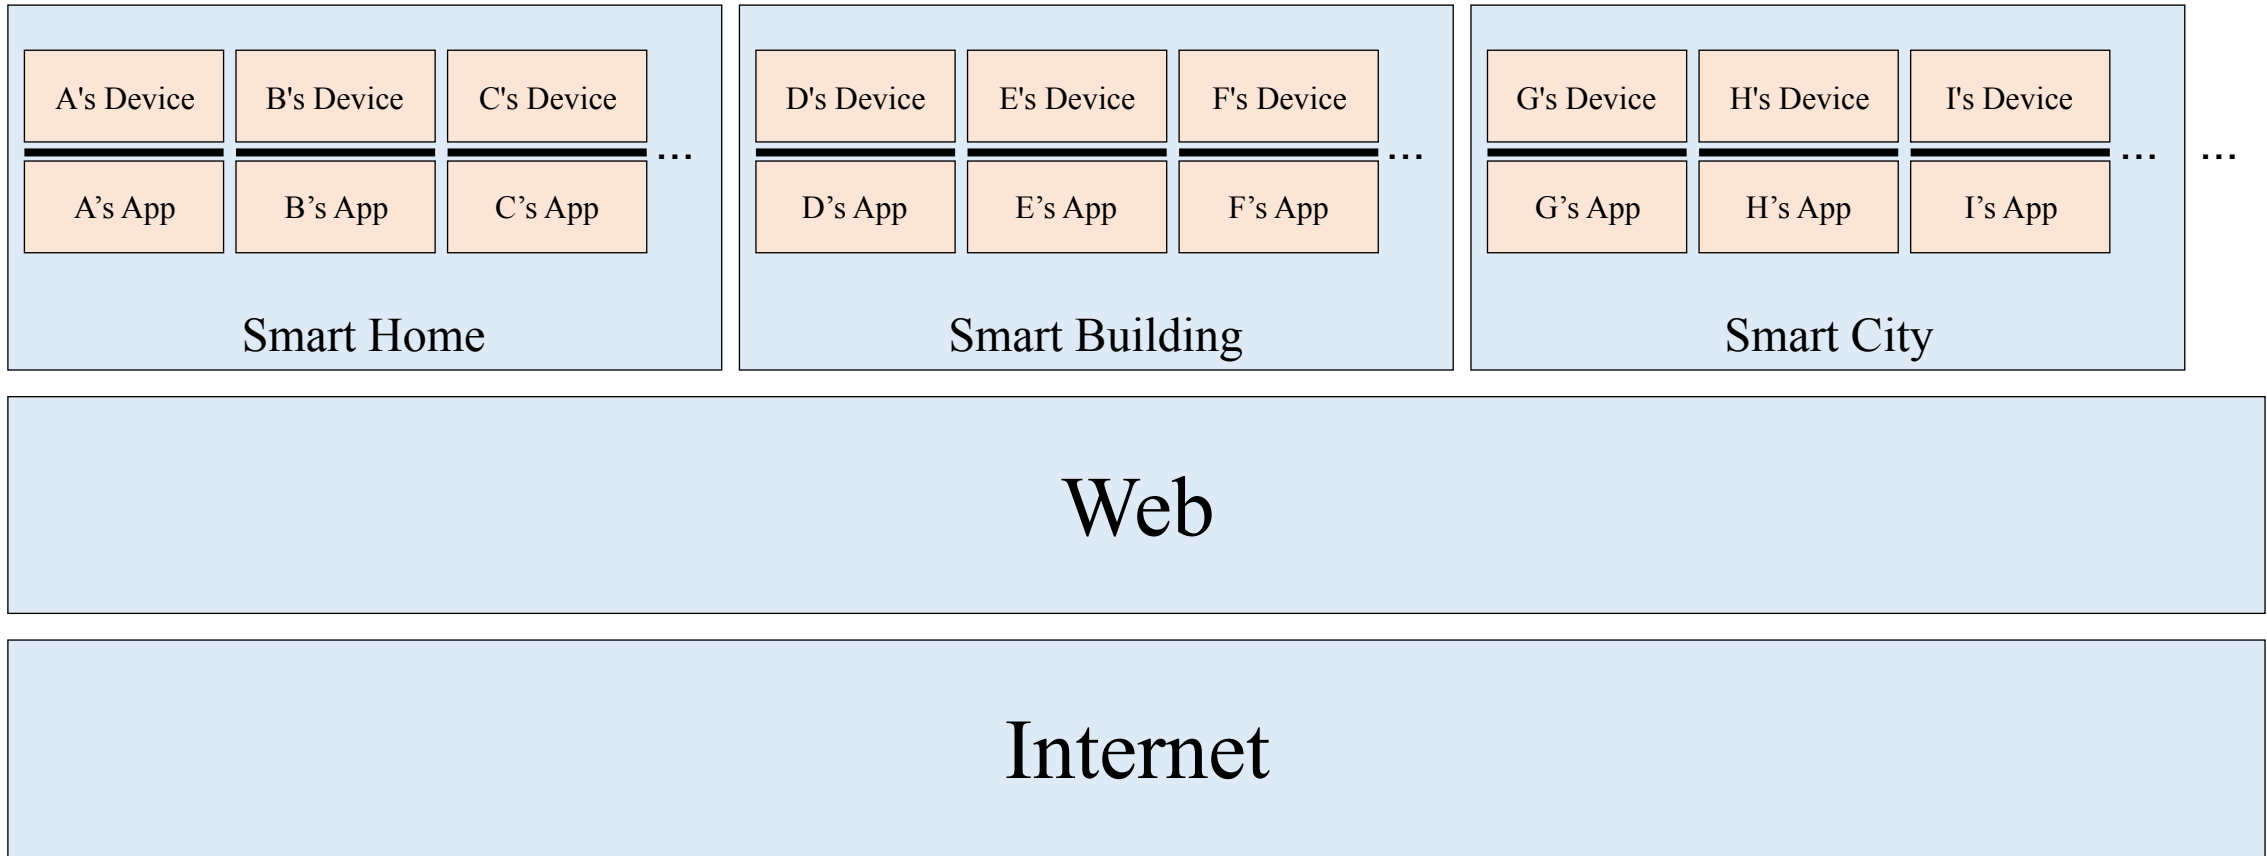 A's Device B's Device C's Device D's Device E's Device F's Device G's Device H's Device I's Device
... ... ... ...
A’s App B’s App C’s App D’s App E’s App F’s App G’s App H’s App I’s App
Smart Home Smart Building Smart City
Web
Internet